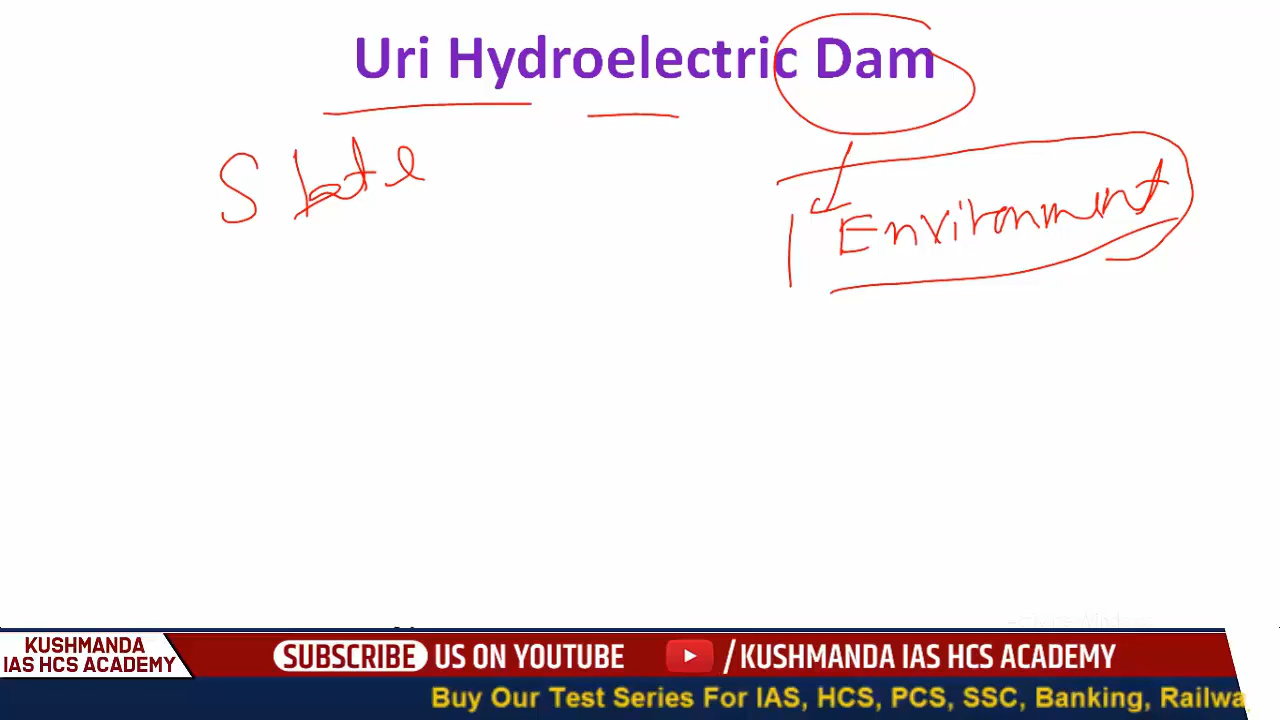 Uri Hydroelectric Dam
State
Environment
KUSHMANDA
IAS HCS ACADEMY
SUBSCRIBE US ON YOUTUBE /KUSHMANDA IAS HCS ACADEMY
Buy Our Test Series For IAS, HCS, PCS, SSC, Banking, Railwa